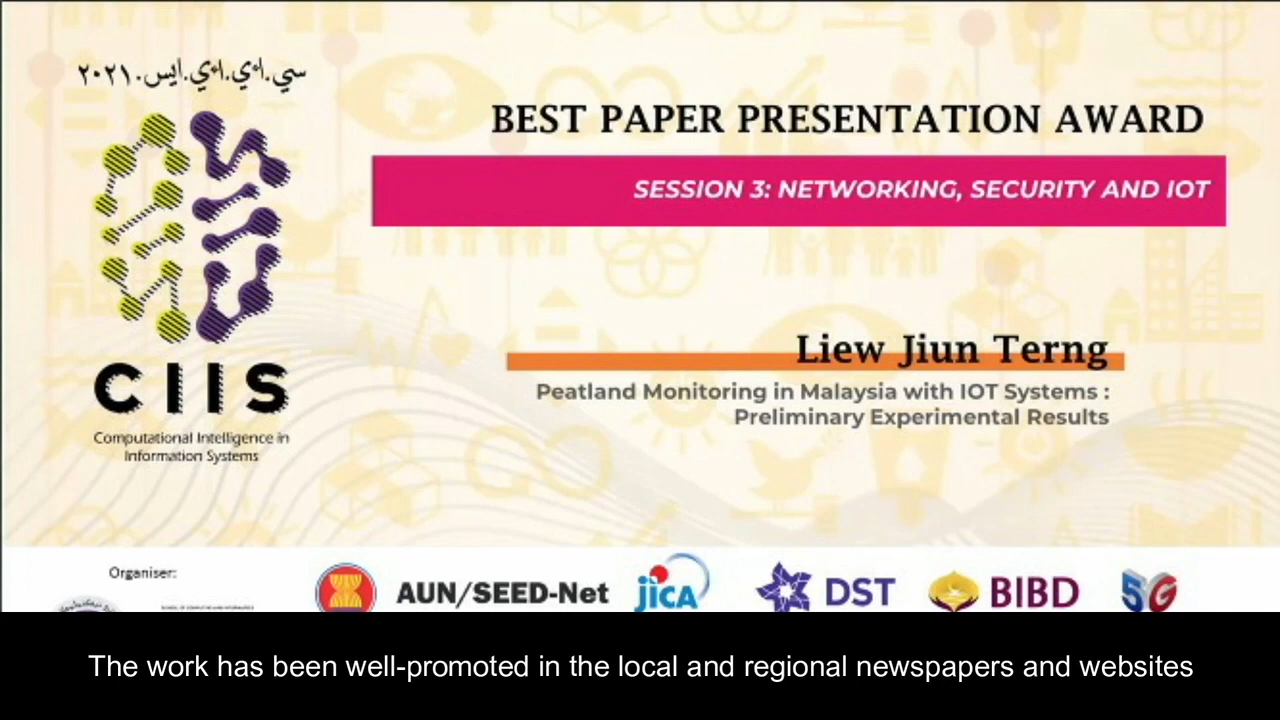 سي.اي.اي.ايس.٢٠٢١
BEST PAPER PRESENTATION AWARD
SESSION 3: NETWORKING, SECURITY AND IOT
Liew Jiun Terng
Peatland Monitoring in Malaysia with IOT Systems :
Preliminary Experimental Results
CIIS
Computational Intelligence in
Information Systems
Organiser:
AUN/SEED-Net
jICA
DST
BIBD
5G
The work has been well-promoted in the local and regional newspapers and websites